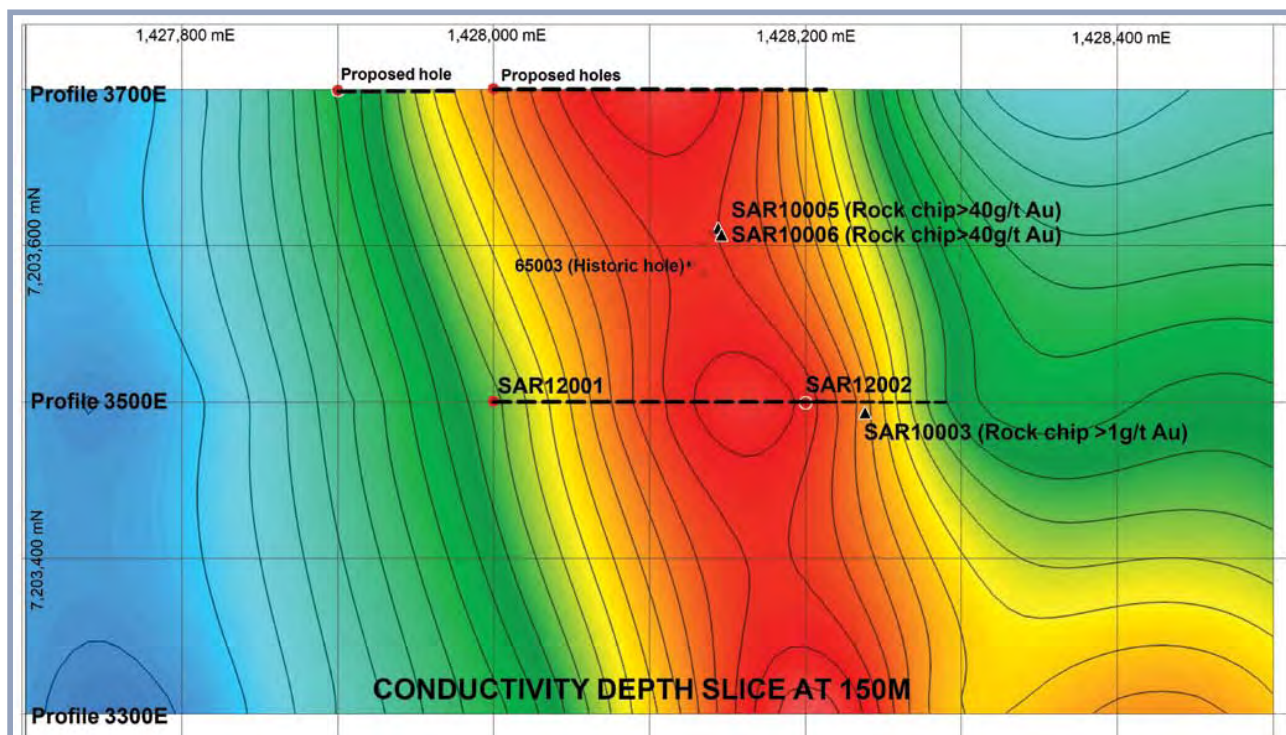 1,427,800 mE
1,428,000 mE
1,428,200 mE
1,428,400 mE
Proposed hole
Proposed holes
Profile 3700E
7,203,600 mN
SAR10005 (Rock chip>40g/t Au)
SAR10006 (Rock chip>40g/t Au)
65003 (Historic hole)
SAR12001
SAR12002
Profile 3500E
SAR10003 (Rock chip >1g/t Au)
7,203,400 mN
CONDUCTIVITY DEPTH SLICE AT 150M
Profile 3300E